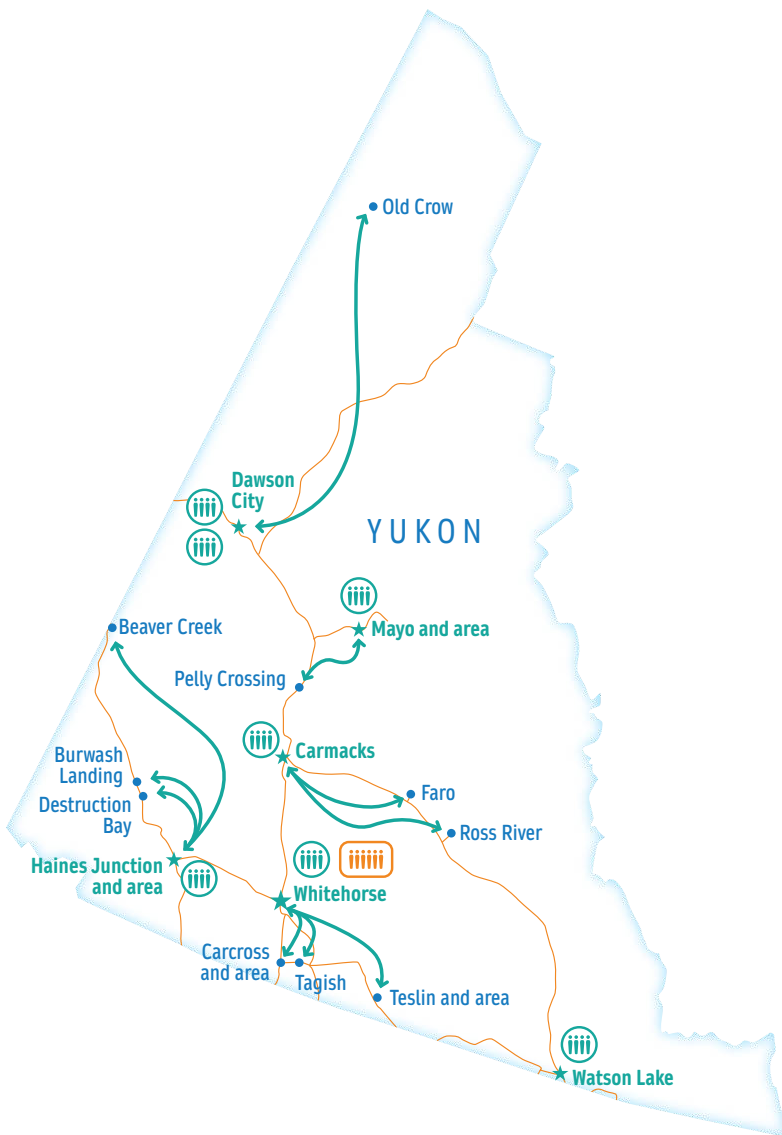 Old Crow
Dawson
City
YUKON
Beaver Creek
Mayo and area
Pelly Crossing
Carmacks
Burwash
Landing
Destruction
Bay
Faro
Ross River
Haines Junction
and area
Whitehorse
Carcross
and area
Tagish
Teslin and area
Watson Lake